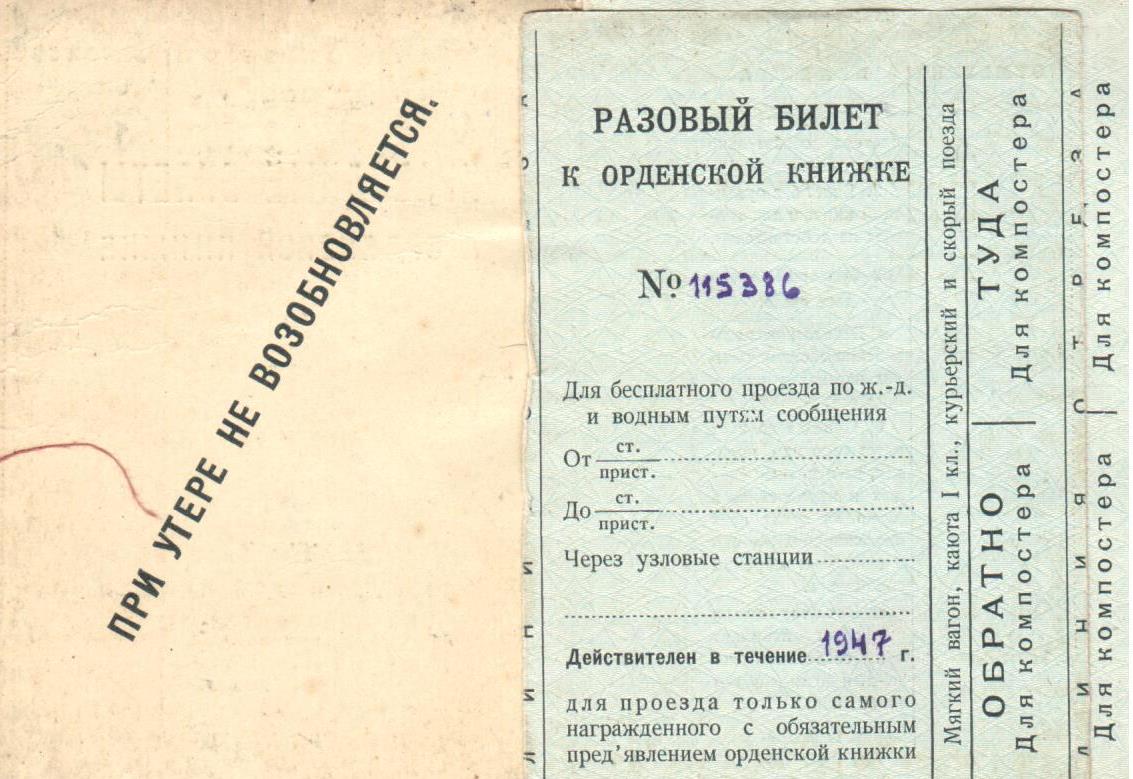 ПРИ УТЕРЕ НЕ ВОЗОБНОВЛЯЕТСЯ.
РАЗОВЫЙ БИЛЕТ
К ОРДЕНСКОЙ КНИЖКЕ
№ 115386
Для бесплатного проезда по ж.-д.
и водным путям сообщения
От ст.
прист.
До ст.
прист.
Через узловые станции
Действителен в течение 1947 г.
для проезда только самого
награжденного с обязательным
пред'явлением орденской книжки
Мягкий вагон, каюта I кл., курьерский и скорый поезда
ОБРАТНО ТУДА
Для компостера Для компостера
ЛИНИЯ ОТРЕЗА
Для компостера Для компостера